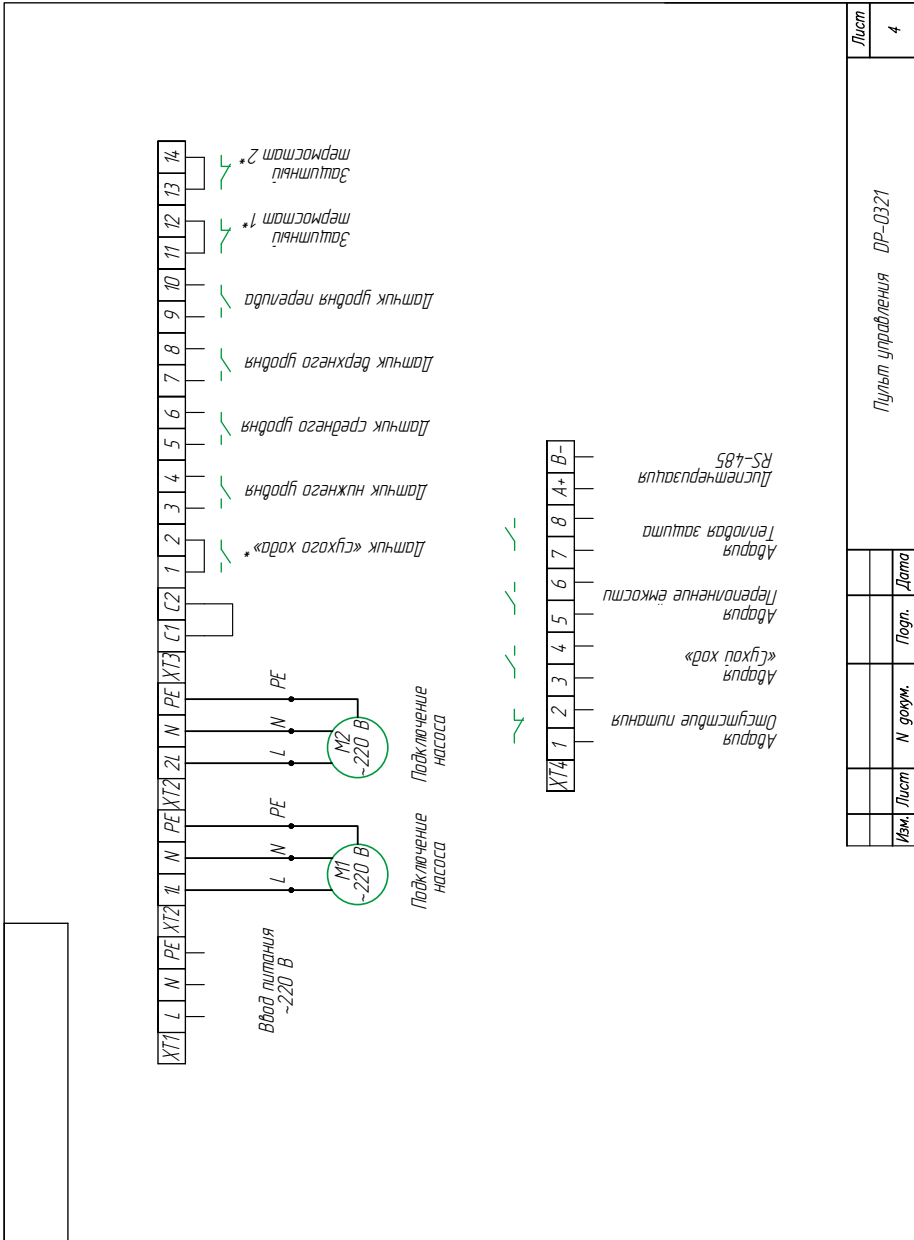 XT1 L N PE XT2 1L N PE XT2 2L N PE XT3 C1 C2 1 2 3 4 5 6 7 8 9 10 11 12 13 14
Ввод питания
~220 В
L N PE
M1
~220 В
Подключение
насоса
L N PE
M2
~220 В
Подключение
насоса
Датчик «сухого хода» *
Датчик нижнего уровня
Датчик среднего уровня
Датчик верхнего уровня
Датчик уровня перелива
Защитный
термостат 1*
Защитный
термостат 2*
XT4 1 2 3 4 5 6 7 8 A+ B-
Авария
Отсутствие питания
Авария
«Сухой ход»
Авария
Переполнение ёмкости
Авария
Тепловая защита
Диспетчеризация
RS-485
Изм. Лист N докум. Подп. Дата
Пульт управления DP-0321
Лист
4